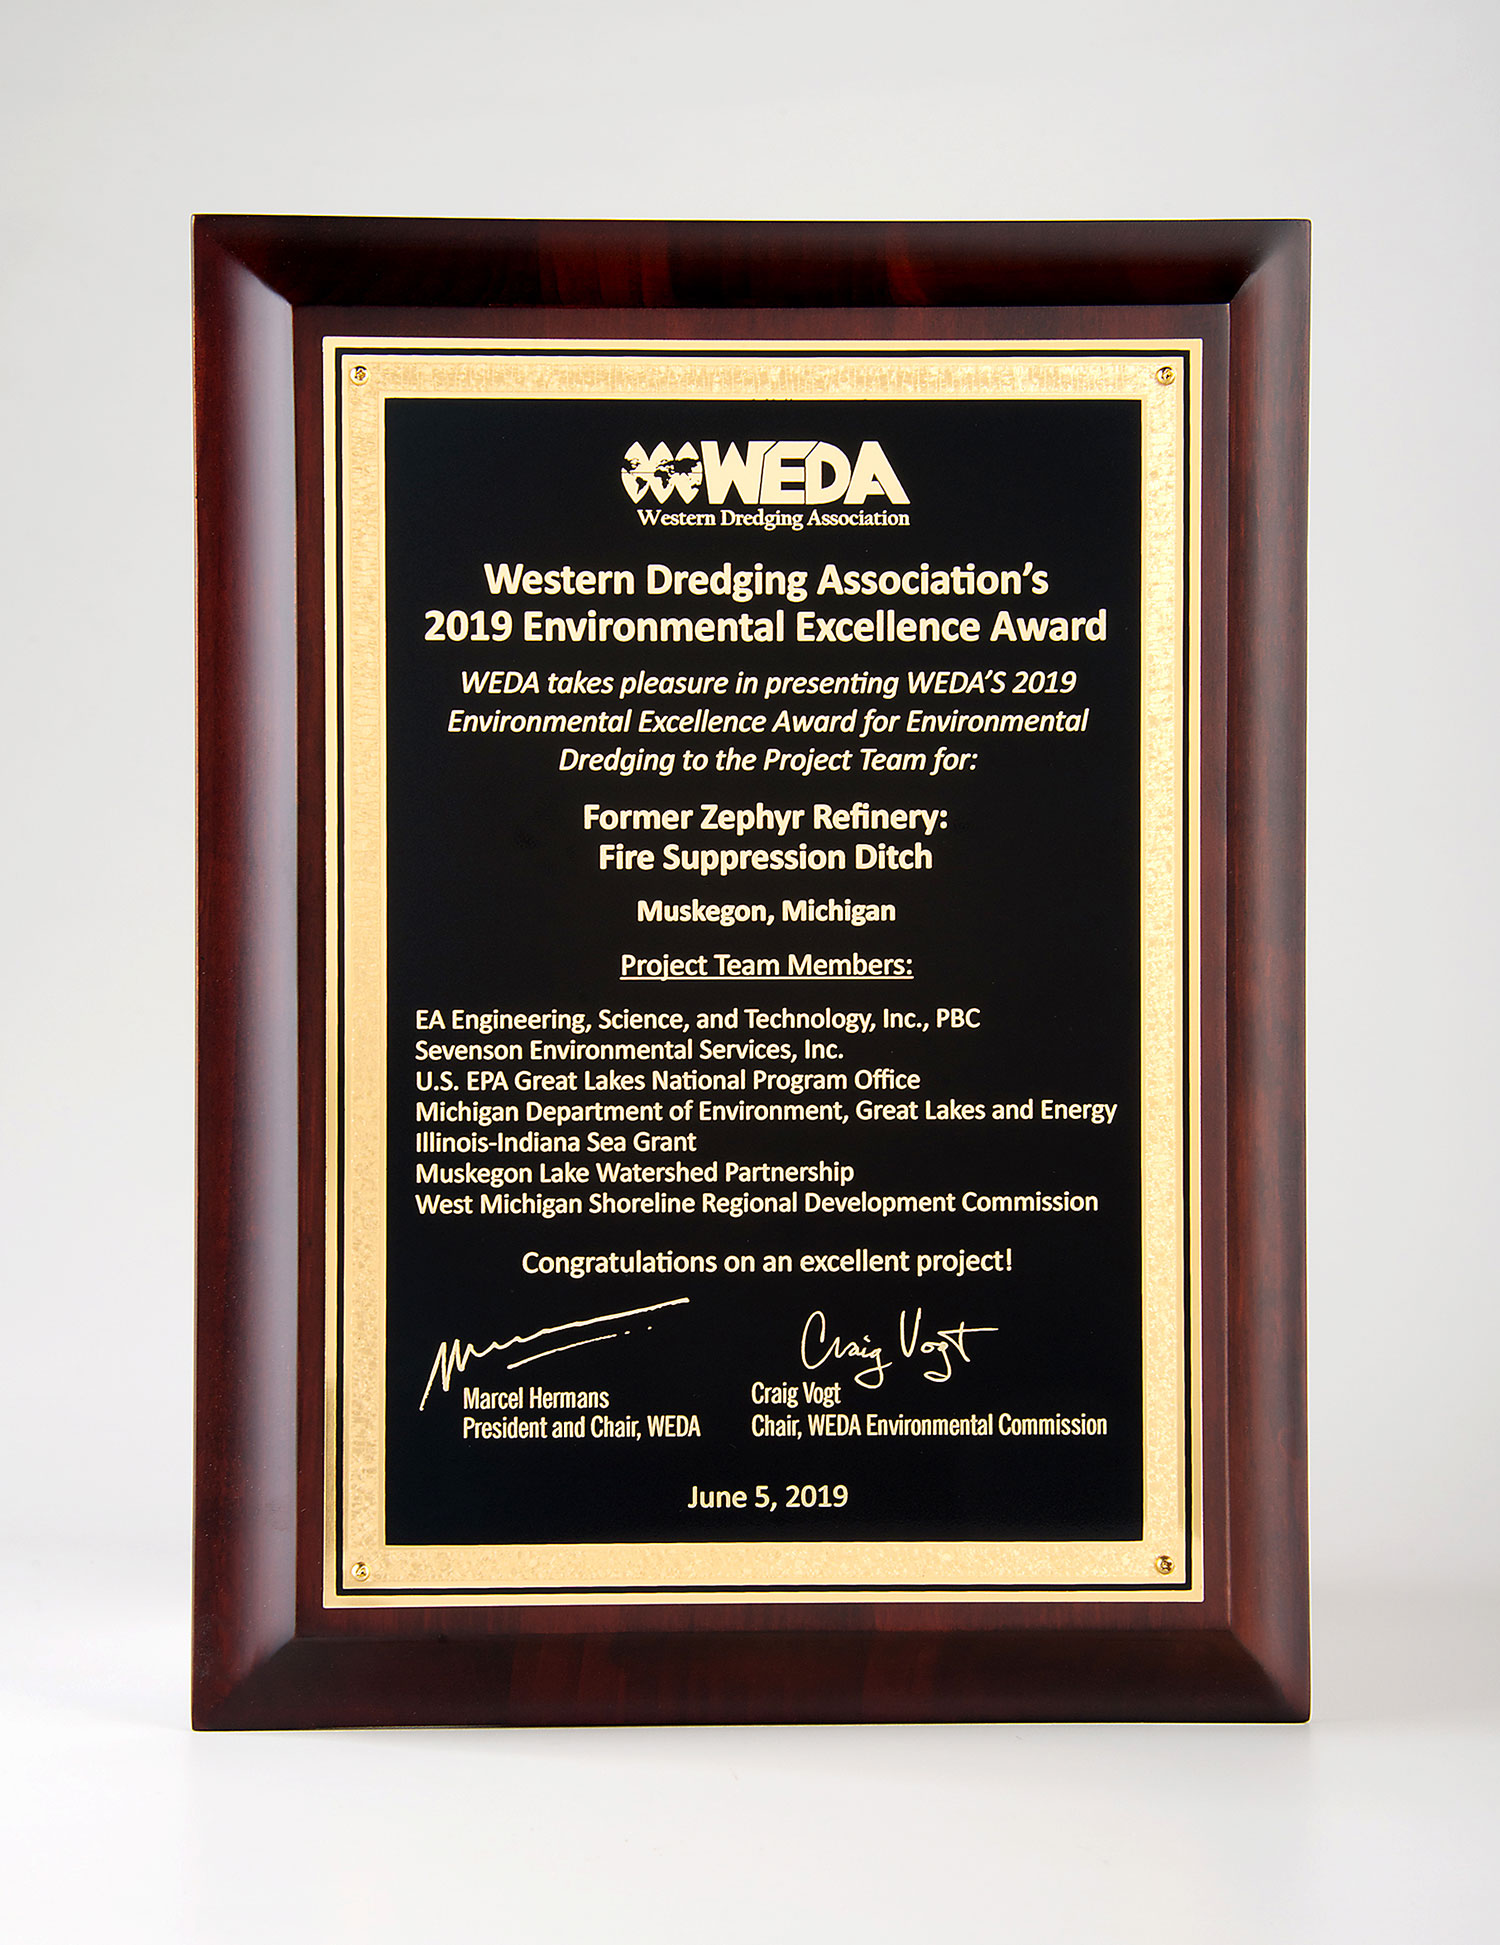 WEDA
Western Dredging Association
Western Dredging Association's
2019 Environmental Excellence Award
WEDA takes pleasure in presenting WEDA'S 2019
Environmental Excellence Award for Environmental
Dredging to the Project Team for:
Former Zephyr Refinery:
Fire Suppression Ditch
Muskegon, Michigan
Project Team Members:
EA Engineering, Science, and Technology, Inc., PBC
Sevenson Environmental Services, Inc.
U.S. EPA Great Lakes National Program Office
Michigan Department of Environment, Great Lakes and Energy
Illinois-Indiana Sea Grant
Muskegon Lake Watershed Partnership
West Michigan Shoreline Regional Development Commission
Congratulations on an excellent project!
Craig Vogt
Marcel Hermans
President and Chair, WEDA
Craig Vogt
Chair, WEDA Environmental Commission
June 5, 2019